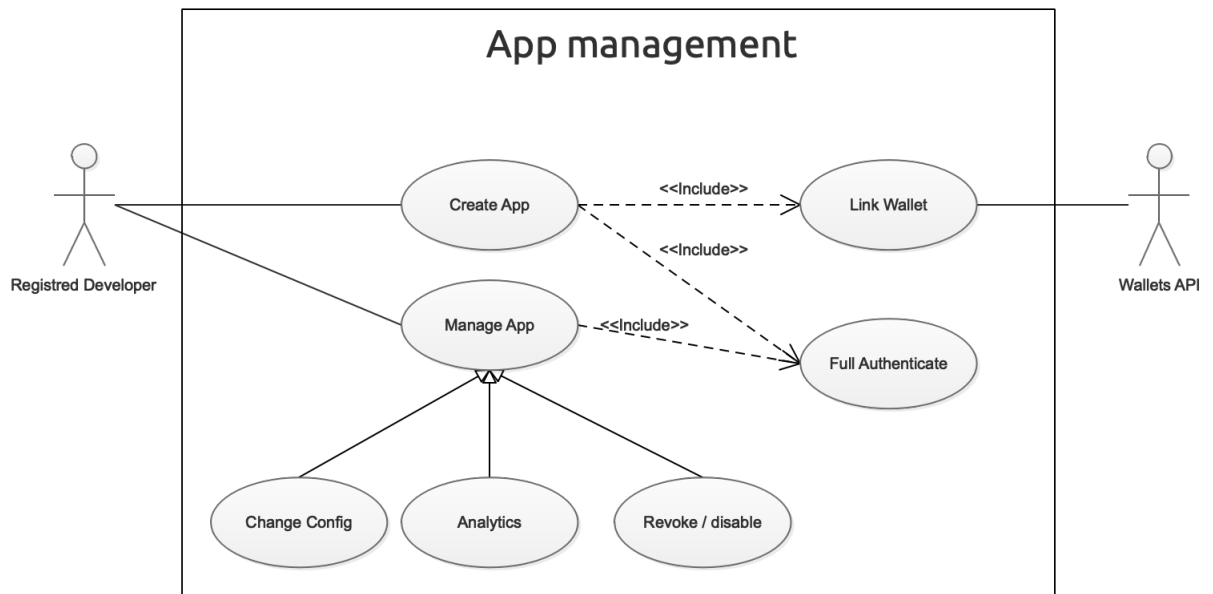 App management
<<Include>>
Create App
Link Wallet
<<Include>>
Registred Developer
Wallets API
Manage App
<<Include>>
Full Authenticate
Change Config
Analytics
Revoke / disable